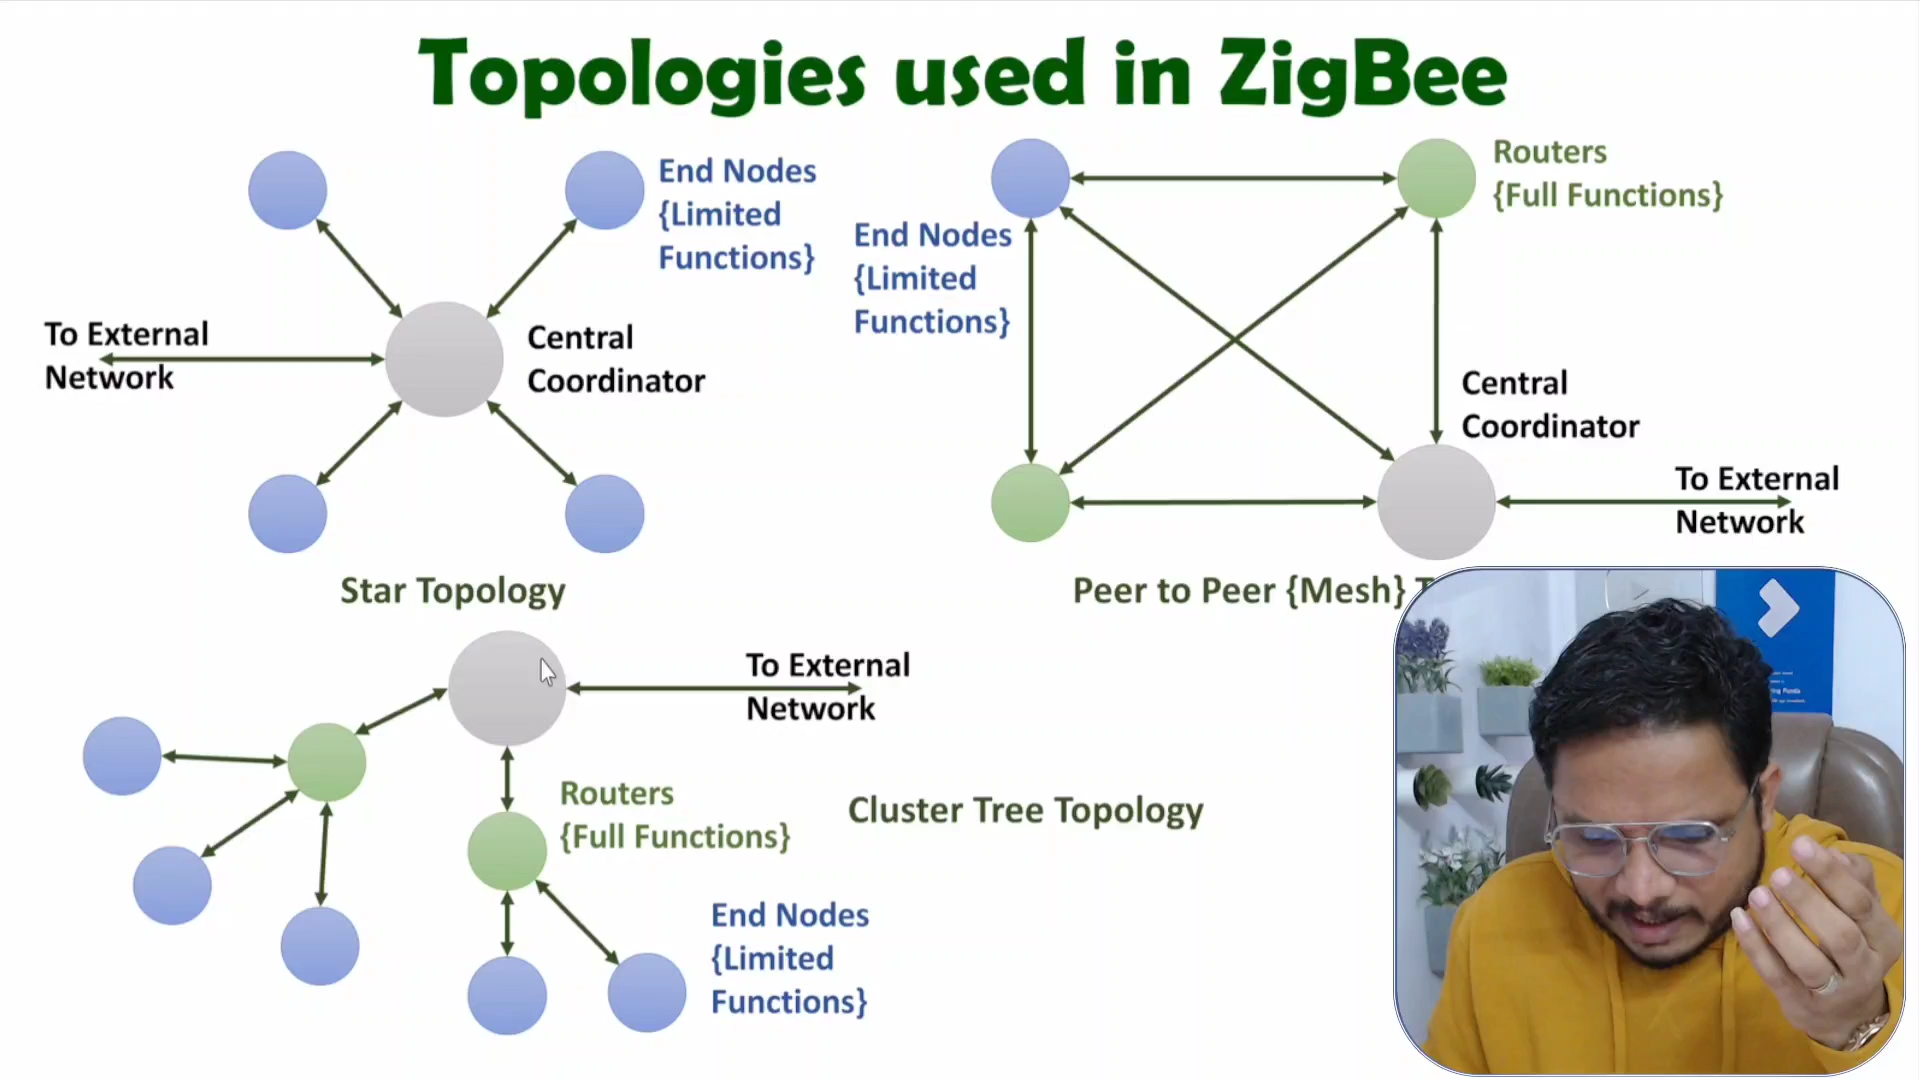 Topologies used in ZigBee
End Nodes
{Limited
Functions}
To External
Network
Central
Coordinator
Star Topology
Routers
{Full Functions}
End Nodes
{Limited
Functions}
Central
Coordinator
To External
Network
Peer to Peer {Mesh}
To External
Network
Routers
{Full Functions}
Cluster Tree Topology
End Nodes
{Limited
Functions}